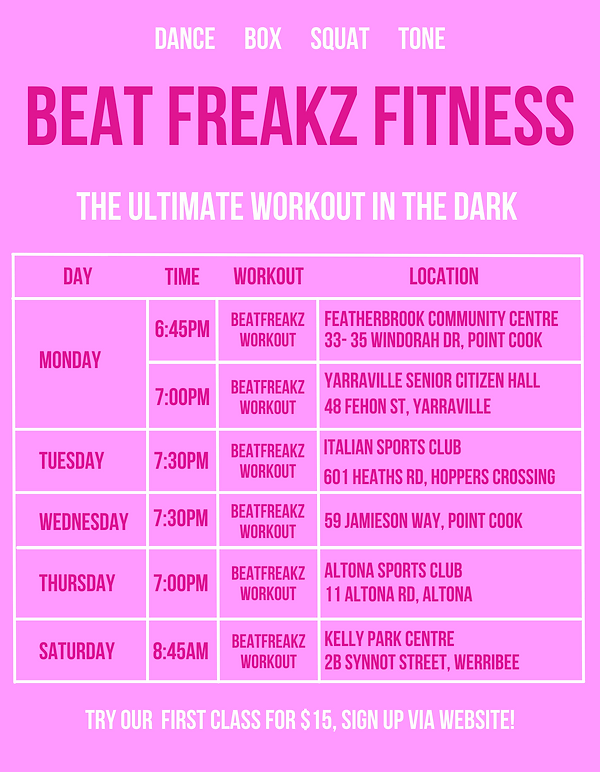 DANCE BOX SQUAT TONE
BEAT FREAKZ FITNESS
THE ULTIMATE WORKOUT IN THE DARK
DAY TIME WORKOUT LOCATION
MONDAY
6:45PM
BEATFREAKZ
WORKOUT
FEATHERBROOK COMMUNITY CENTRE
33- 35 WINDORAH DR, POINT COOK
7:00PM
BEATFREAKZ
WORKOUT
YARRAVILLE SENIOR CITIZEN HALL
48 FEHON ST, YARRAVILLE
TUESDAY
7:30PM
BEATFREAKZ
WORKOUT
ITALIAN SPORTS CLUB
601 HEATHS RD, HOPPERS CROSSING
WEDNESDAY
7:30PM
BEATFREAKZ
WORKOUT
59 JAMIESON WAY, POINT COOK
THURSDAY
7:00PM
BEATFREAKZ
WORKOUT
ALTONA SPORTS CLUB
11 ALTONA RD, ALTONA
SATURDAY
8:45AM
BEATFREAKZ
WORKOUT
KELLY PARK CENTRE
2B SYNNOT STREET, WERRIBEE
TRY OUR FIRST CLASS FOR $15, SIGN UP VIA WEBSITE!